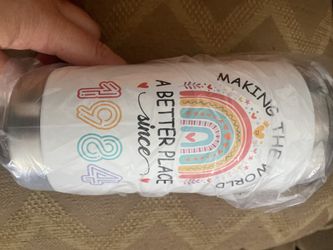 MAKING THE WORLD
A BETTER PLACE
since
1984